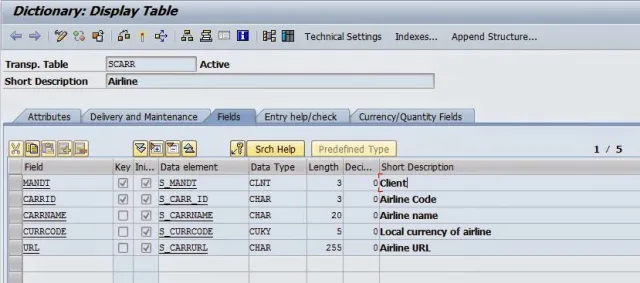 Dictionary: Display Table
Technical Settings Indexes... Append Structure...
Transp. Table SCARR Active
Short Description Airline
Attributes Delivery and Maintenance Fields Entry help/check Currency/Quantity Fields
Srch Help Predefined Type 1 / 5
Field Key Ini... Data element Data Type Length Deci... Short Description
MANDT S_MANDT CLNT 3 0 Client
CARRID S_CARR_ID CHAR 3 0 Airline Code
CARRNAME S_CARRNAME CHAR 20 0 Airline name
CURRCODE S_CURRCODE CUKY 5 0 Local currency of airline
URL S_CARRURL CHAR 255 0 Airline URL